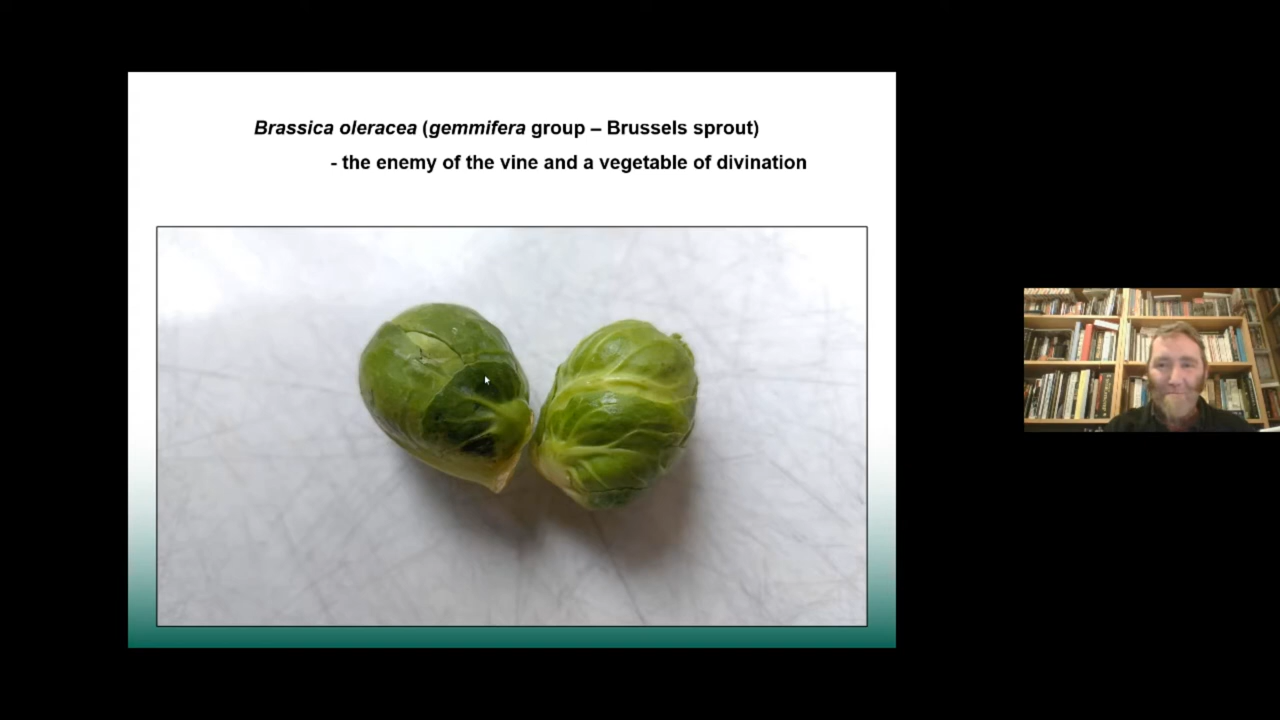 Brassica oleracea (gemmifera group – Brussels sprout)
- the enemy of the vine and a vegetable of divination